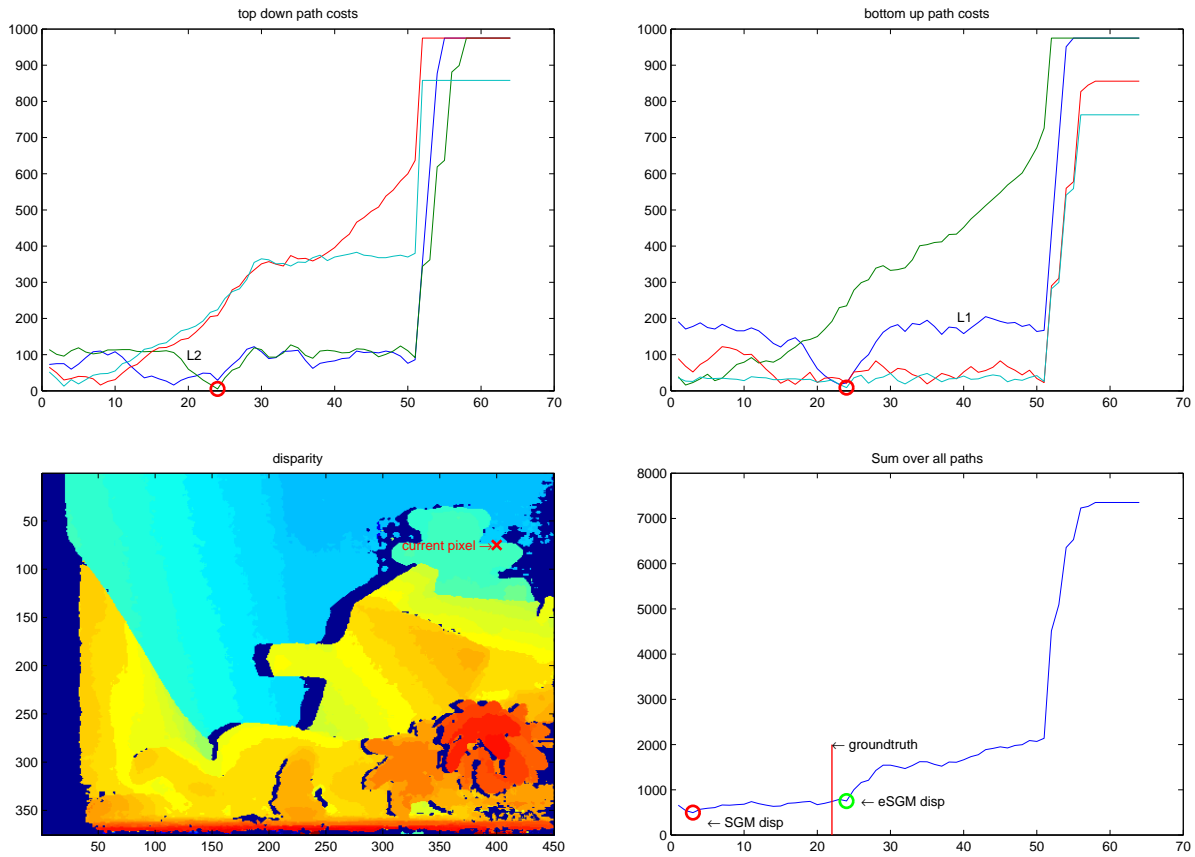 top down path costs
1000
900
800
700
600
500
400
300
200
100
0
L2
0 10 20 30 40 50 60 70
bottom up path costs
1000
900
800
700
600
500
400
300
200
100
0
L1
0 10 20 30 40 50 60 70
disparity
50
100
150
200
250
300
350
current pixel →
50 100 150 200 250 300 350 400 450
Sum over all paths
8000
7000
6000
5000
4000
3000
2000
1000
0
← groundtruth
← eSGM disp
← SGM disp
0 10 20 30 40 50 60 70